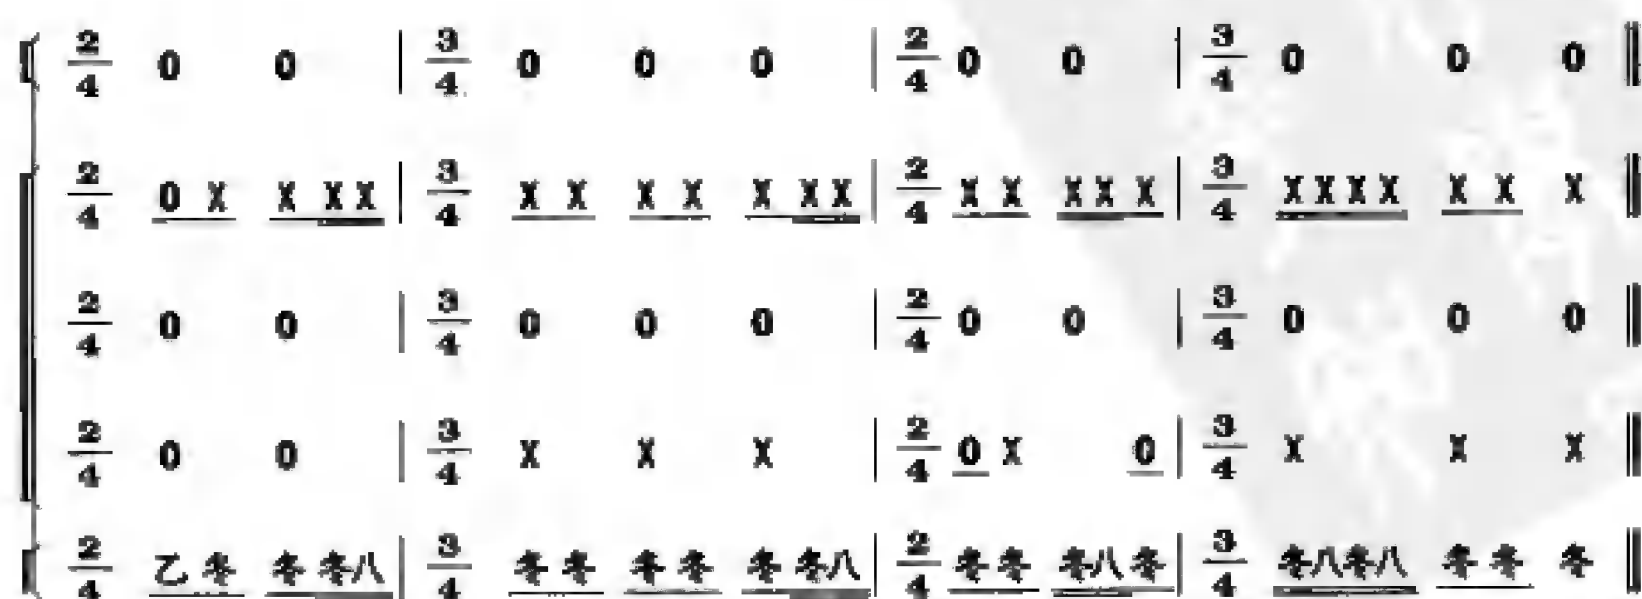 2/4 0 0 | 3/4 0 0 0 | 2/4 0 0 | 3/4 0 0 0 ‖
2/4 0 X X X X | 3/4 X X X X X X X | 2/4 X X X X X | 3/4 X X X X X X X ‖
2/4 0 0 | 3/4 0 0 0 | 2/4 0 0 | 3/4 0 0 0 ‖
2/4 0 0 | 3/4 X X X | 2/4 0 X 0 | 3/4 X X X ‖
2/4 乙 冬 冬 冬 八 | 3/4 冬 冬 冬 冬 冬 冬 八 | 2/4 冬 冬 冬 八 冬 | 3/4 冬 八 冬 八 冬 冬 冬 ‖